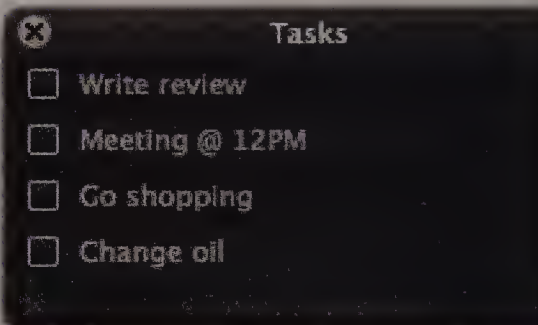 Tasks
Write review
Meeting @ 12PM
Go shopping
Change oil